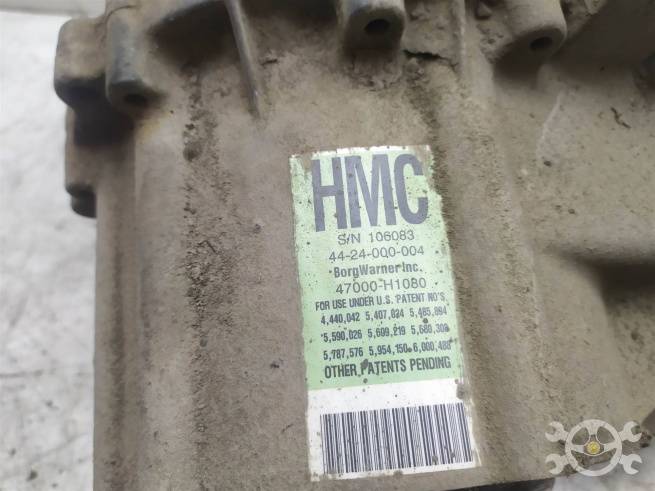 HMC
S/N 106083
44-24-000-004
BorgWarner Inc.
47000-H1080
FOR USE UNDER U.S. PATENT NO'S
4,440,042 5,407,024 5,485,894
5,590,026 5,609,219 5,680,308
5,787,576 5,954,150 6,000,488
OTHER PATENTS PENDING